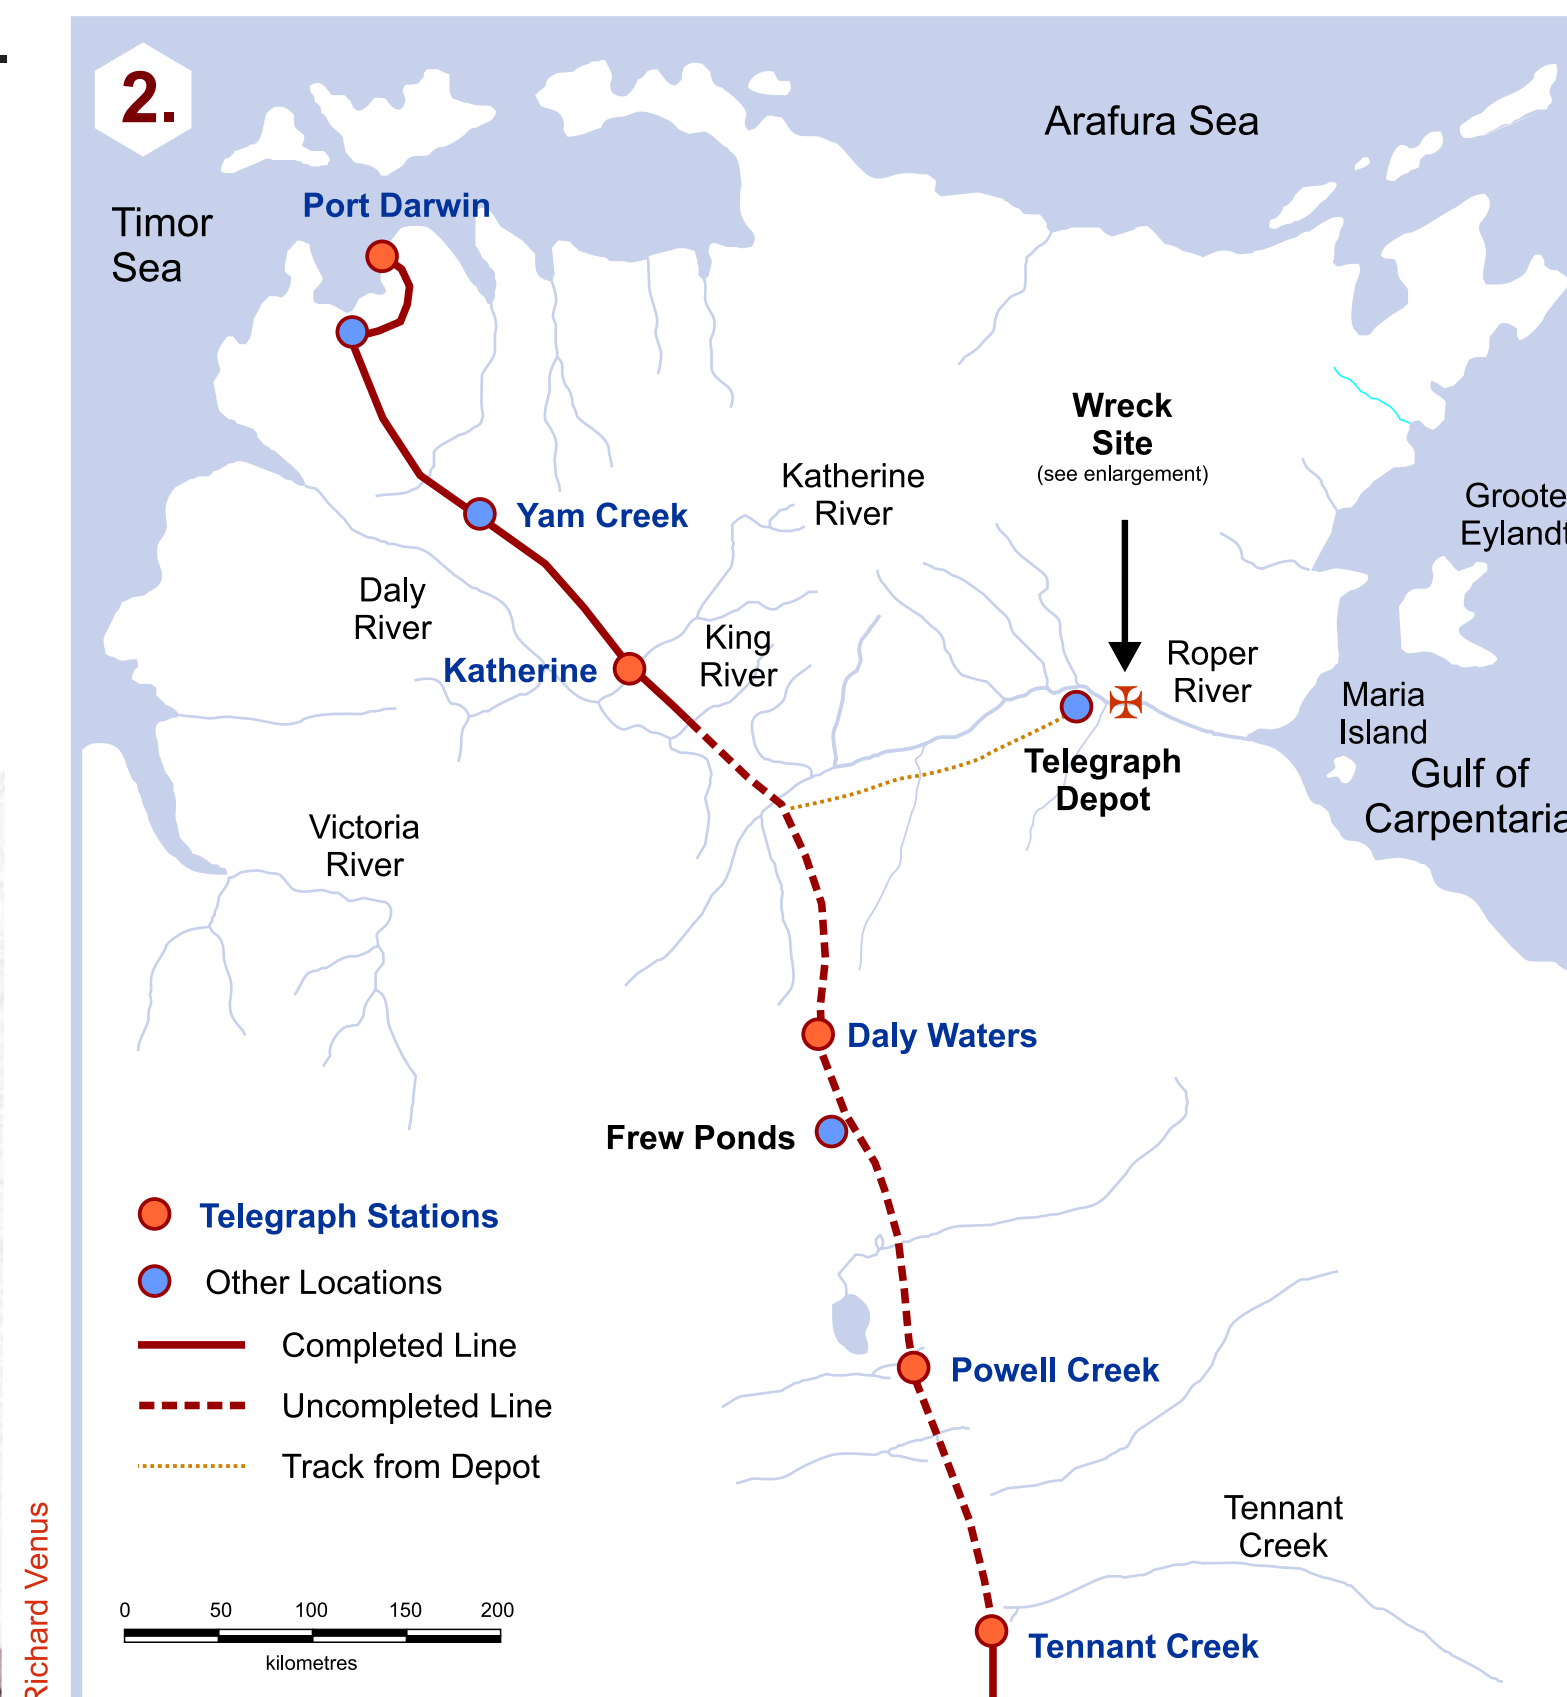 2.
Arafura Sea
Timor
Sea
Port Darwin
Wreck
Site
(see enlargement)
Katherine
River
Groote
Eylandt
Yam Creek
Daly
River
King
River
Katherine
Roper
River
Maria
Island
Telegraph
Depot
Gulf of
Carpentaria
Victoria
River
Daly Waters
Frew Ponds
Telegraph Stations
Other Locations
Completed Line
Uncompleted Line
Track from Depot
Powell Creek
Tennant
Creek
Tennant Creek
0 50 100 150 200
kilometres
Richard Venus